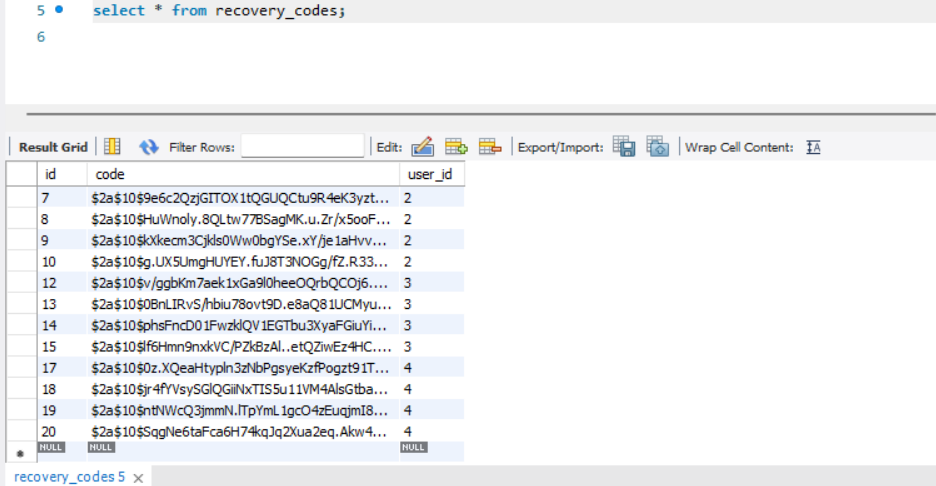 5 select * from recovery_codes;
6
Result Grid Filter Rows: Edit: Export/Import: Wrap Cell Content:
id code user_id
7 $2a$10$9e6c2QzjGITOX1tQGUQCtu9R4eK3yzt... 2
8 $2a$10$HuWnoly.8QLtw77BSagMK.u.Zr/x5ooF... 2
9 $2a$10$kXkecm3Cjkls0Ww0bgYSe.xY/je1aHvv... 2
10 $2a$10$g.UX5UmgHUYEY.fuJ8T3NOGg/fZ.R33... 2
12 $2a$10$v/ggbKm7aek1xGa9l0heeOQrbQCOj6.... 3
13 $2a$10$0BnLIRvS/hbiu78ovt9D.e8aQ81UCMyu... 3
14 $2a$10$phsFncD01FwzklQV1EGTbu3XyaFGiuYi... 3
15 $2a$10$lf6Hmn9nxkVC/PZkBzAl..etQZiwEz4HC.... 3
17 $2a$10$0z.XQeaHtypln3zNbPgsyeKzfPogzt91T... 4
18 $2a$10$jr4fYVsySGlQGiiNxTIS5u11VM4AlsGtba... 4
19 $2a$10$ntNWcQ3jmmN.lTpYmL1gcO4zEuqjmI8... 4
20 $2a$10$SqgNe6taFca6H74kqJq2Xua2eq.Akw4... 4
NULL NULL NULL
recovery_codes 5